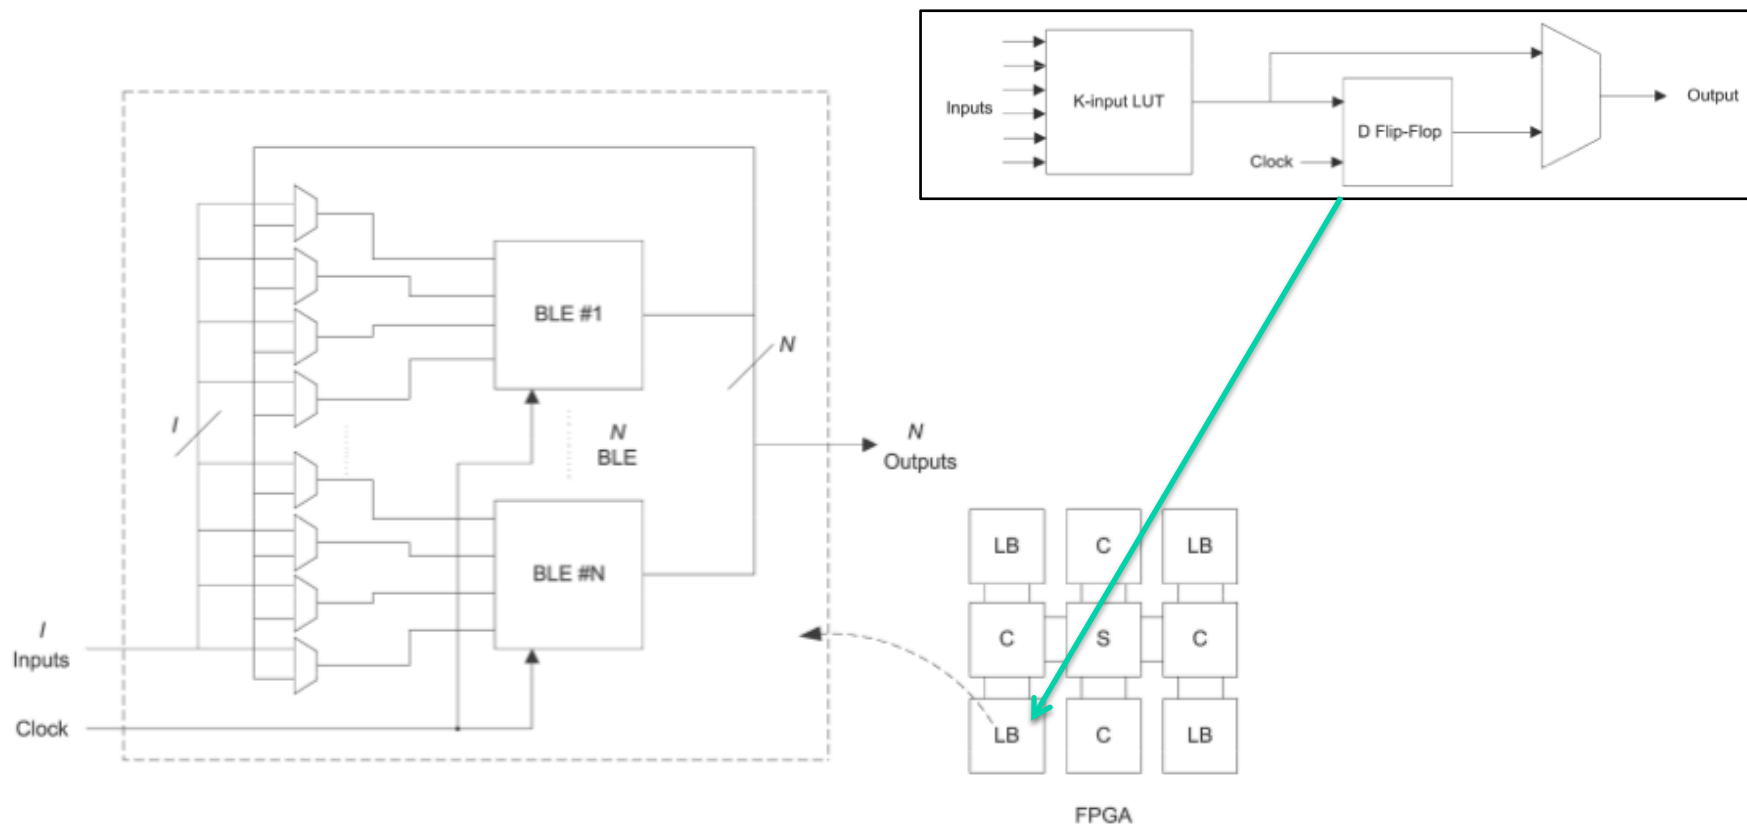 Inputs
K-input LUT
Clock
D Flip-Flop
Output
I
BLE #1
N
N
BLE
N
Outputs
BLE #N
I
Inputs
Clock
LB C LB
C S C
LB C LB
FPGA